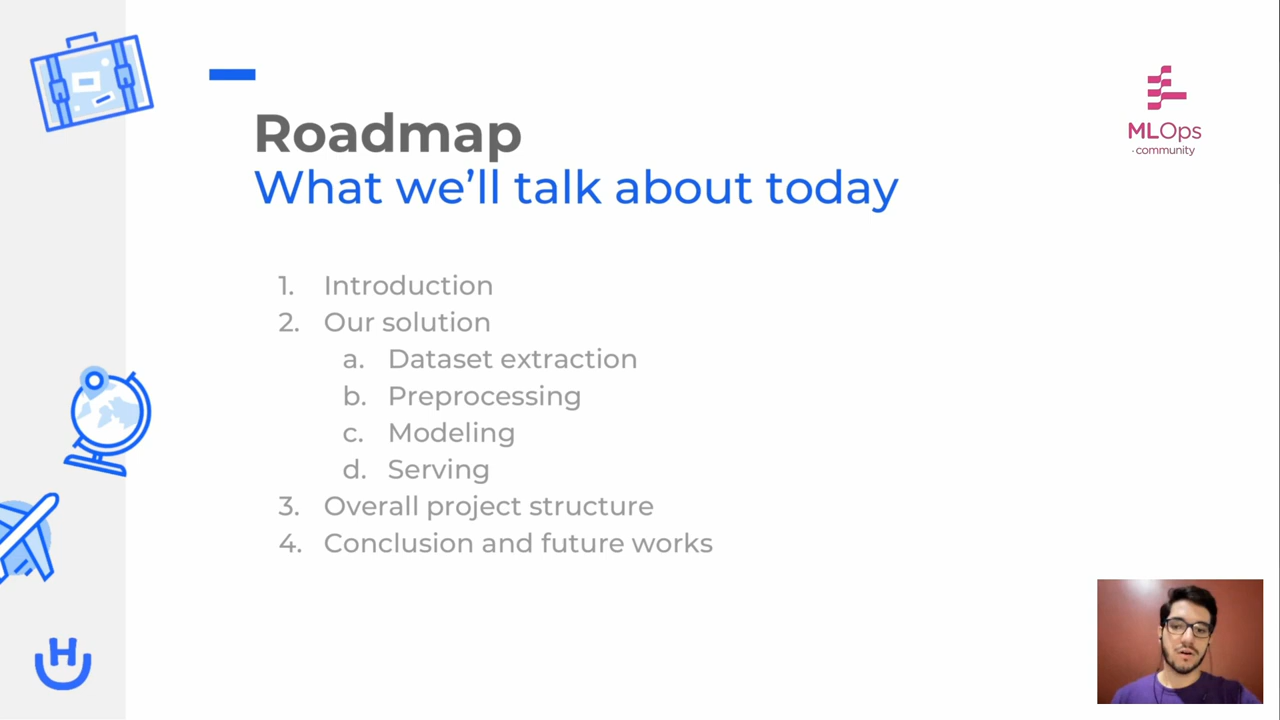 Roadmap
What we’ll talk about today
MLOps
·community
1. Introduction
2. Our solution
a. Dataset extraction
b. Preprocessing
c. Modeling
d. Serving
3. Overall project structure
4. Conclusion and future works
H